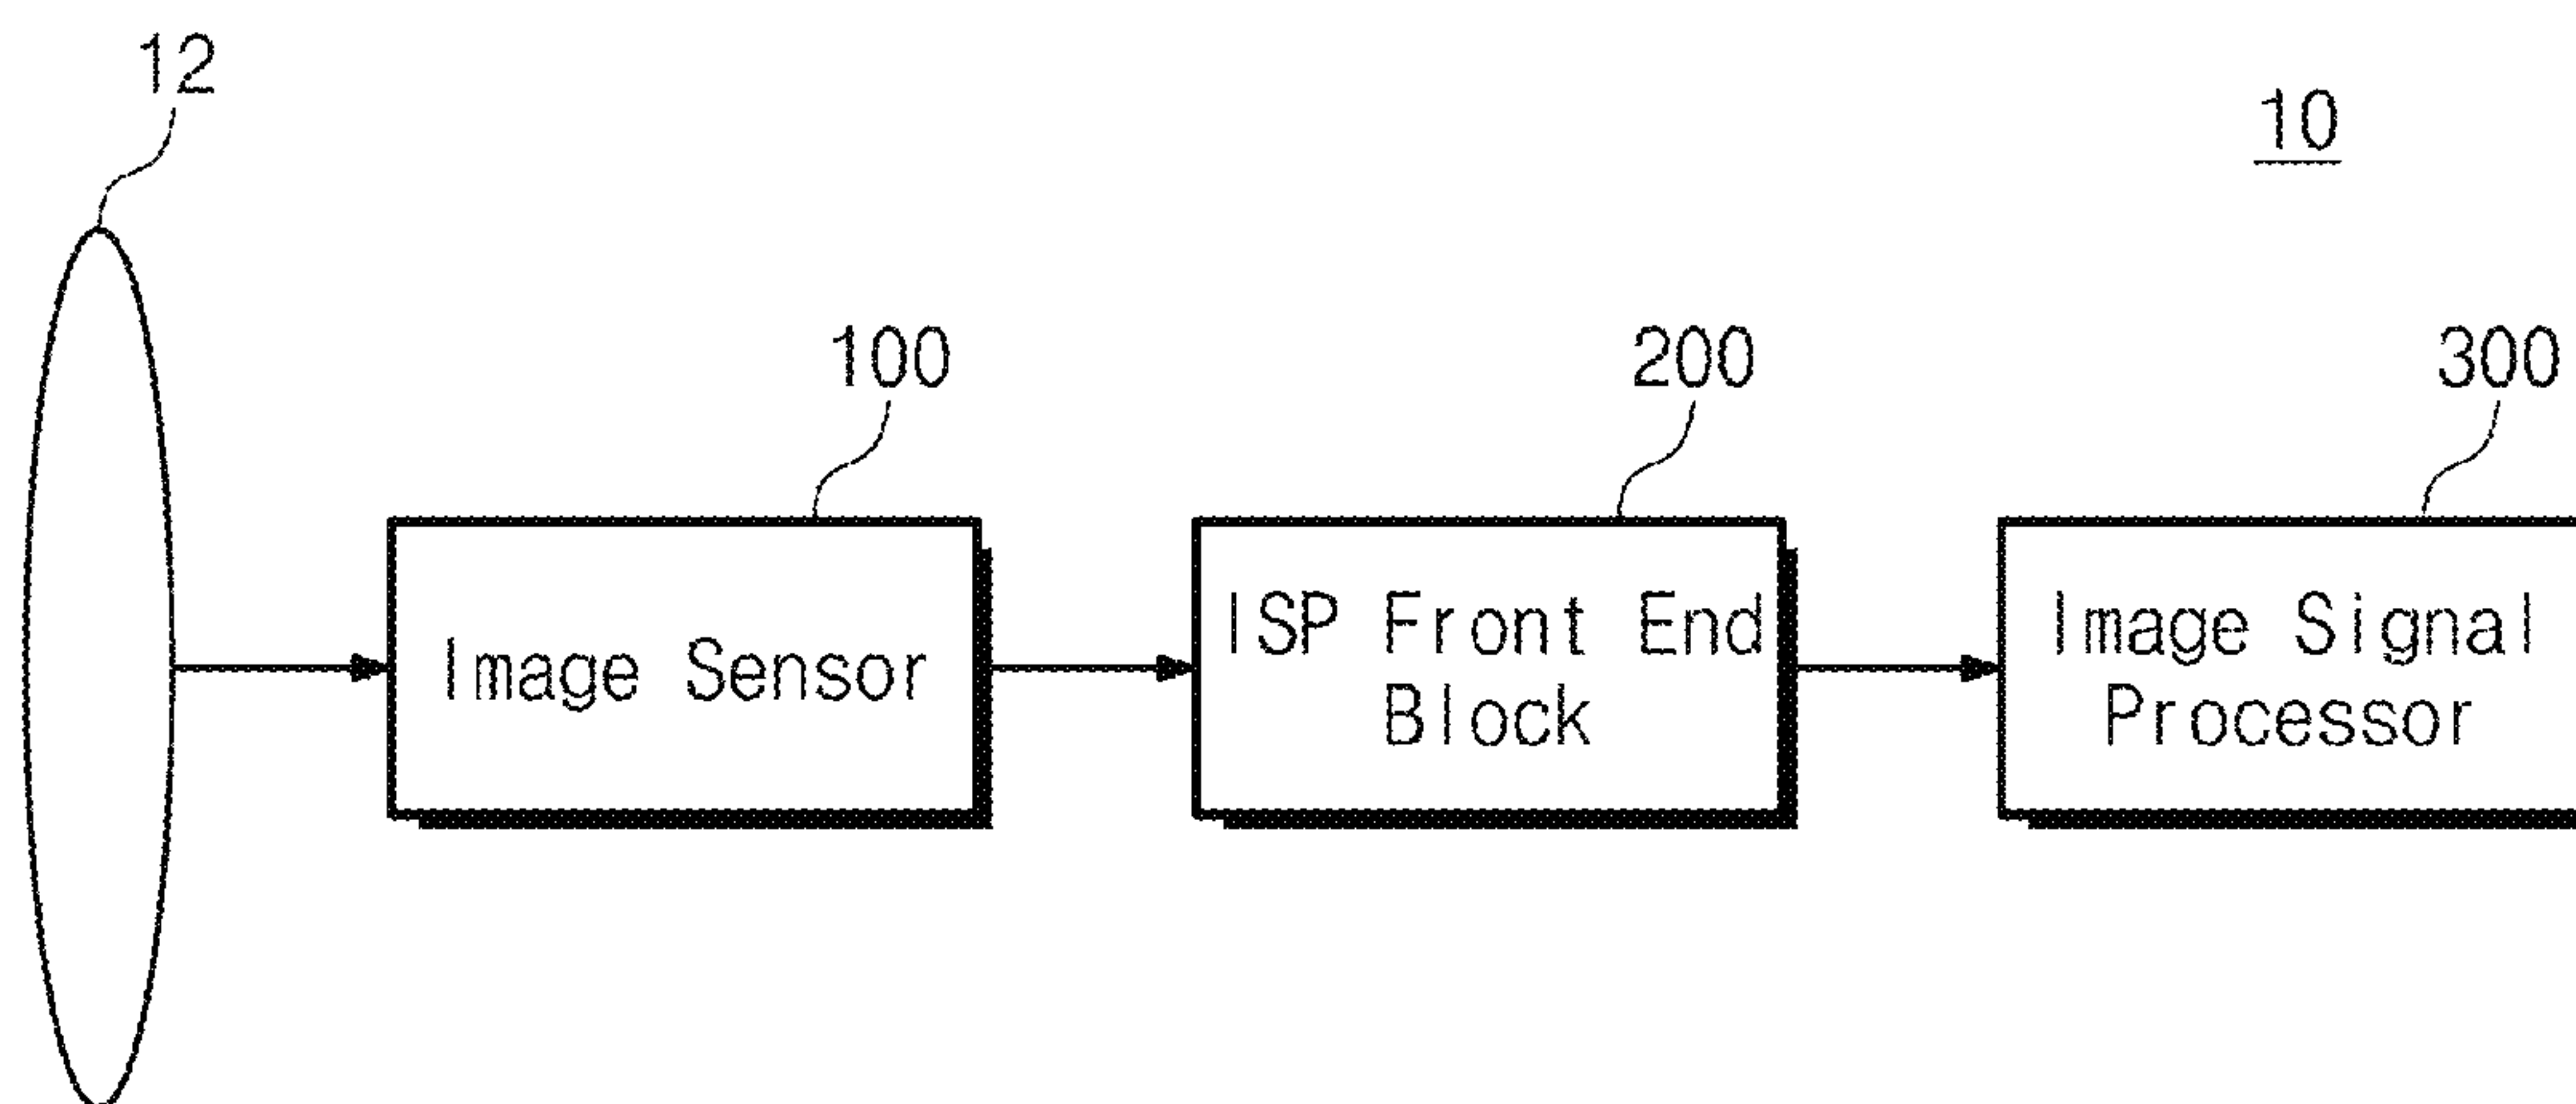 12
10
100
200
300
Image Sensor
ISP Front End
Block
Image Signal
Processor